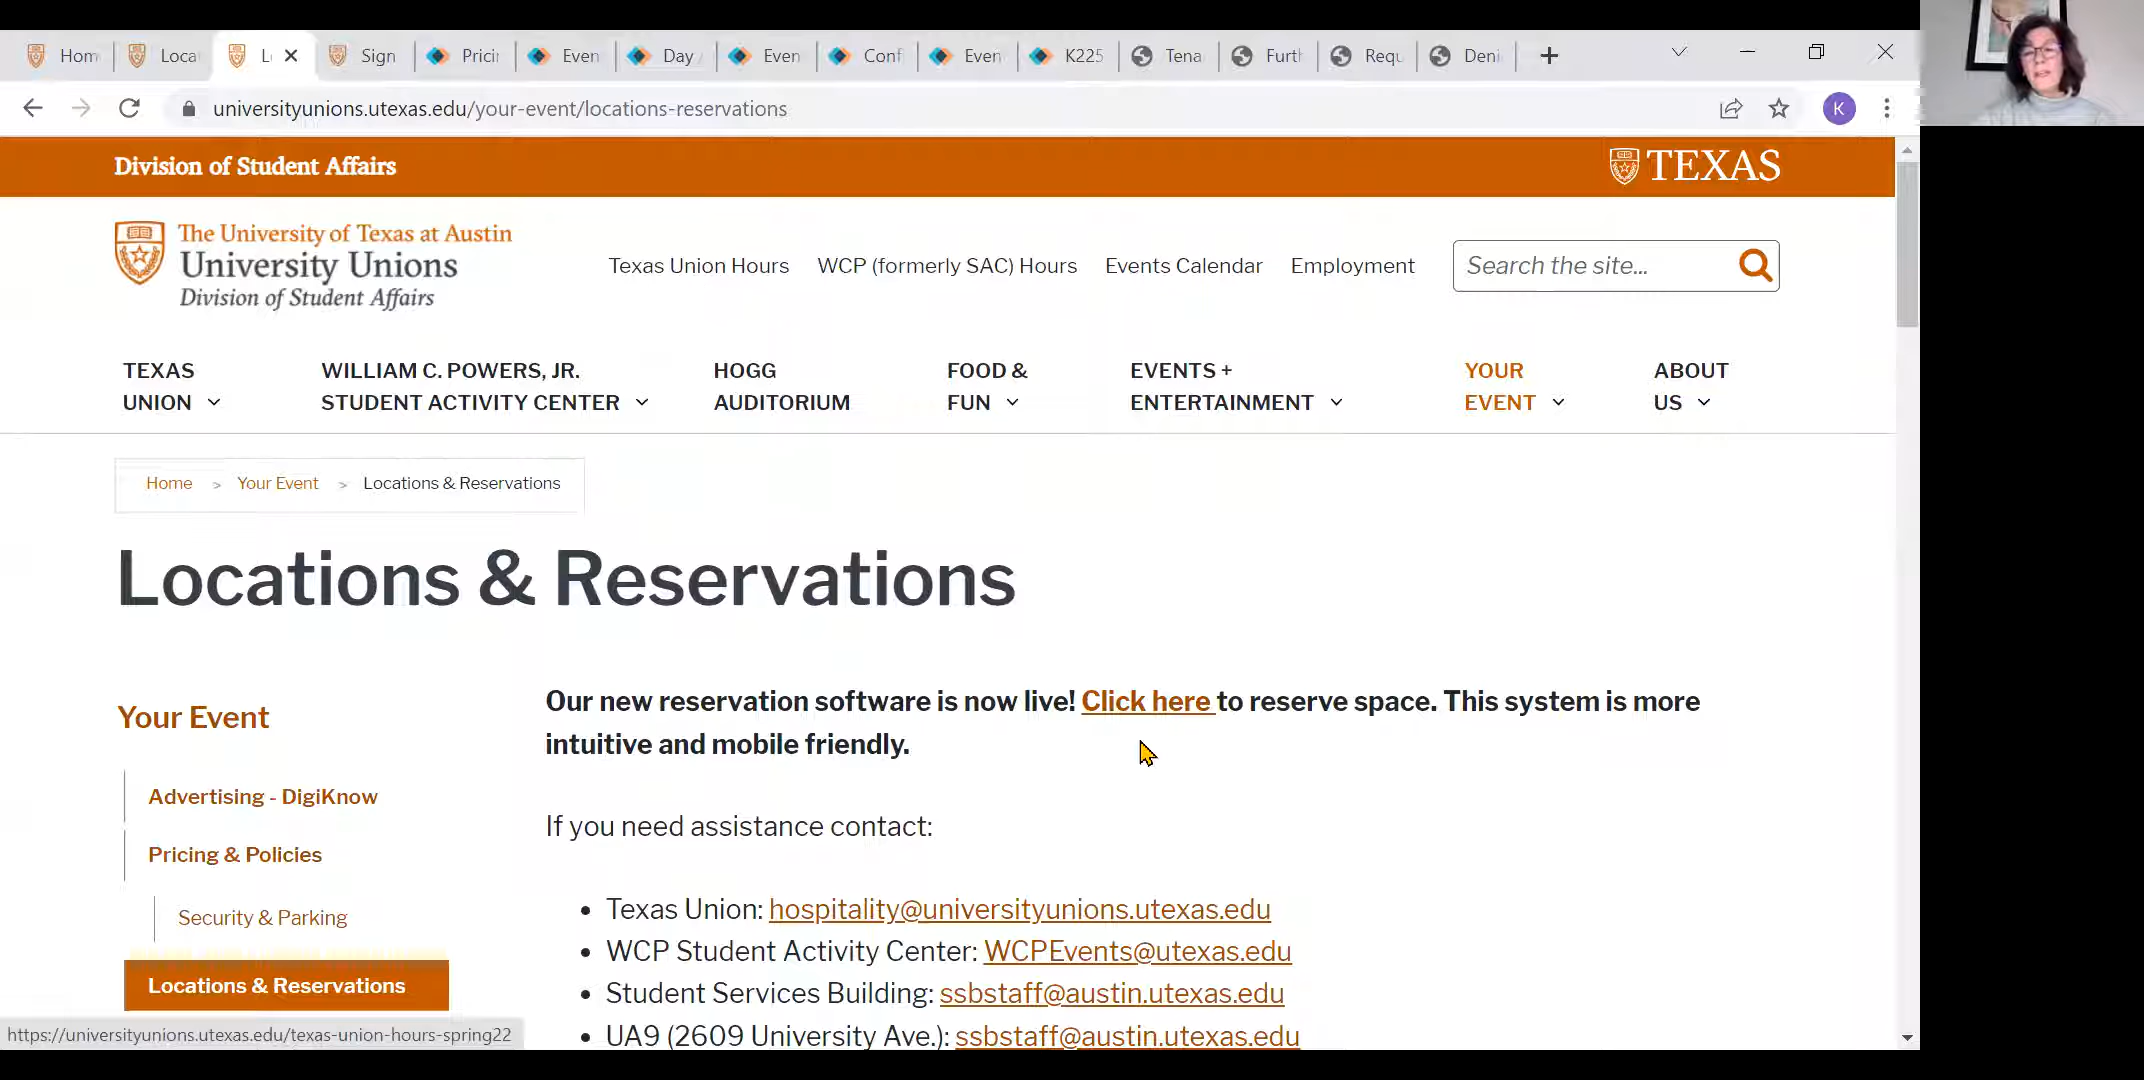 Hom
Loca
L
Sign
Pricin
Even
Day
Even
Conf
Even
K225
Tena
Furth
Requ
Deni
universityunions.utexas.edu/your-event/locations-reservations
K
Division of Student Affairs
TEXAS
The University of Texas at Austin
University Unions
Division of Student Affairs
Texas Union Hours
WCP (formerly SAC) Hours
Events Calendar
Employment
Search the site...
TEXAS
UNION
WILLIAM C. POWERS, JR.
STUDENT ACTIVITY CENTER
HOGG
AUDITORIUM
FOOD &
FUN
EVENTS +
ENTERTAINMENT
YOUR
EVENT
ABOUT
US
Home > Your Event > Locations & Reservations
Locations & Reservations
Your Event
Advertising - DigiKnow
Pricing & Policies
Security & Parking
Locations & Reservations
Our new reservation software is now live! Click here to reserve space. This system is more
intuitive and mobile friendly.
If you need assistance contact:
• Texas Union: hospitality@universityunions.utexas.edu
• WCP Student Activity Center: WCPEvents@utexas.edu
• Student Services Building: ssbstaff@austin.utexas.edu
• UA9 (2609 University Ave.): ssbstaff@austin.utexas.edu
https://universityunions.utexas.edu/texas-union-hours-spring22